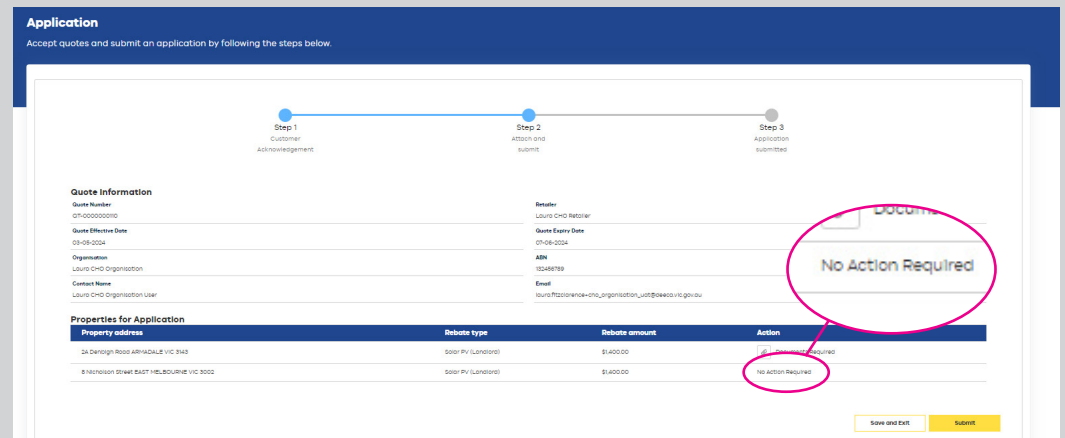 Application
Accept quotes and submit an application by following the steps below.
Step 1
Customer
Acknowledgement
Step 2
Attach and
submit
Step 3
Application
submitted
Quote Information
Quote Number
QT-0000000110
Retailer
Laura CHO Retailer
Quote Effective Date
03-05-2024
Quote Expiry Date
07-06-2024
Organisation
Laura CHO Organisation
ABN
132456789
Contact Name
Laura CHO Organisation User
Email
laura.fitzclarence+cho_organisation_uat@deeca.vic.gov.au
No Action Required
Properties for Application
Property address Rebate type Rebate amount Action
2A Denbigh Road ARMADALE VIC 3143 Solar PV (Landlord) $1,400.00 Documents Required
8 Nicholson Street EAST MELBOURNE VIC 3002 Solar PV (Landlord) $1,400.00 No Action Required
Save and Exit Submit